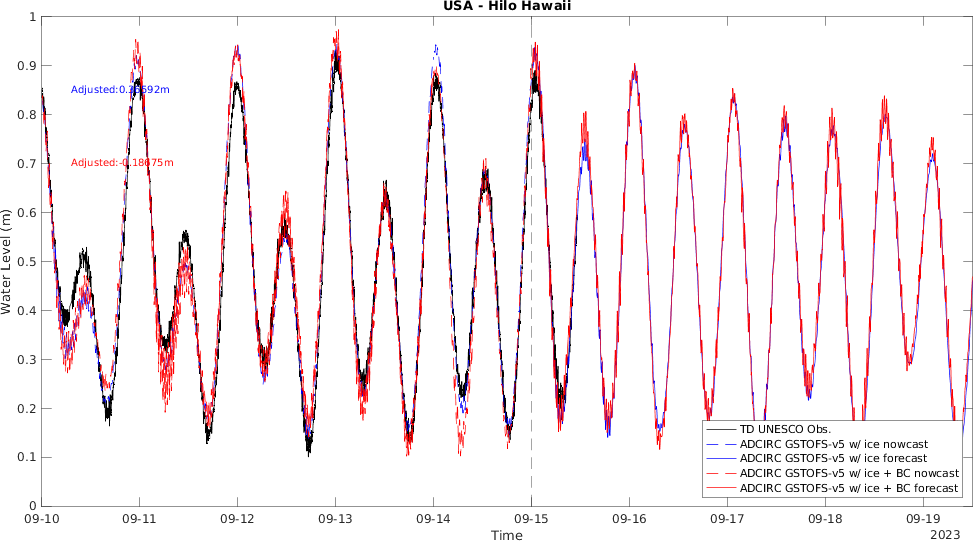 USA - Hilo Hawaii
1
0.9
Adjusted:0.33592m
0.8
0.7
Adjusted:-0.18675m
0.6
Water Level (m)
0.5
0.4
0.3
0.2
0.1
0
TD UNESCO Obs.
ADCIRC GSTOFS-v5 w/ ice nowcast
ADCIRC GSTOFS-v5 w/ ice forecast
ADCIRC GSTOFS-v5 w/ ice + BC nowcast
ADCIRC GSTOFS-v5 w/ ice + BC forecast
09-10 09-11 09-12 09-13 09-14 09-15 09-16 09-17 09-18 09-19
Time
2023